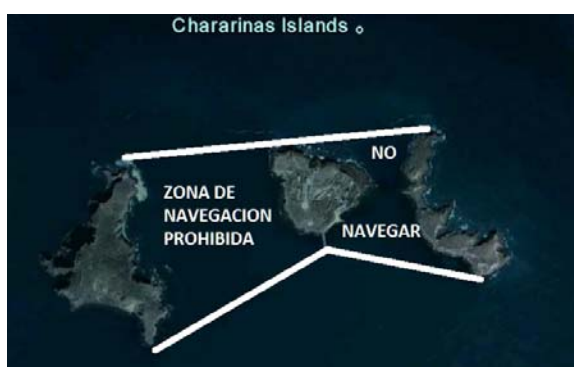 Chararinas Islands
NO
ZONA DE
NAVEGACION
PROHIBIDA
NAVEGAR